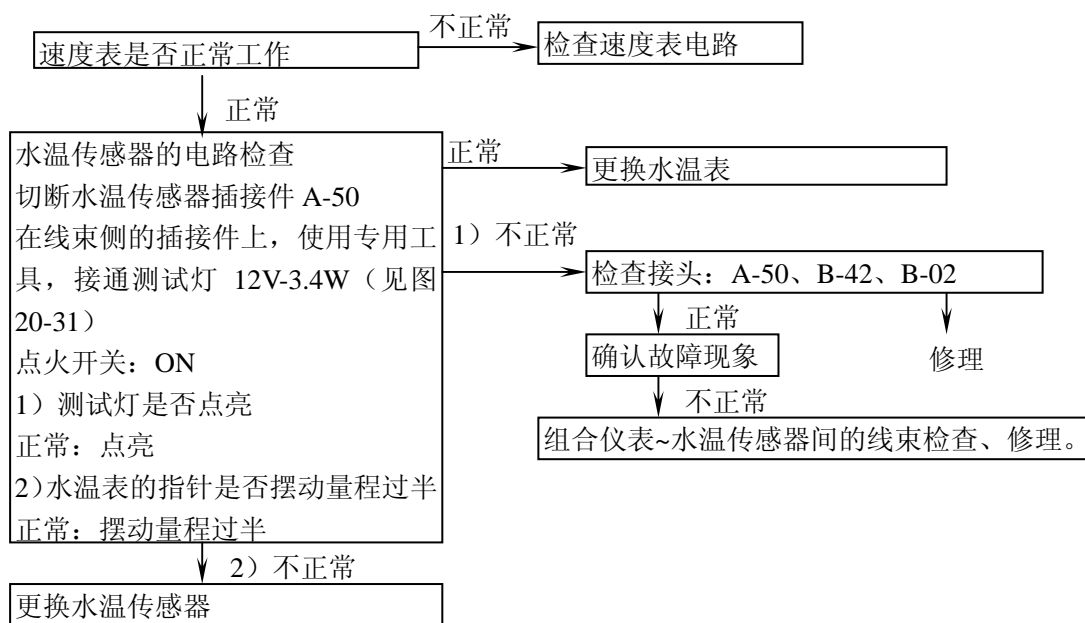 不正常
速度表是否正常工作
检查速度表电路
正常
水温传感器的电路检查
切断水温传感器插接件 A-50
在线束侧的插接件上，使用专用工
具，接通测试灯 12V-3.4W（见图
20-31）
点火开关：ON
1）测试灯是否点亮
正常：点亮
2）水温表的指针是否摆动量程过半
正常：摆动量程过半
正常
更换水温表
1）不正常
检查接头：A-50、B-42、B-02
正常
确认故障现象
修理
不正常
组合仪表~水温传感器间的线束检查、修理。
2）不正常
更换水温传感器